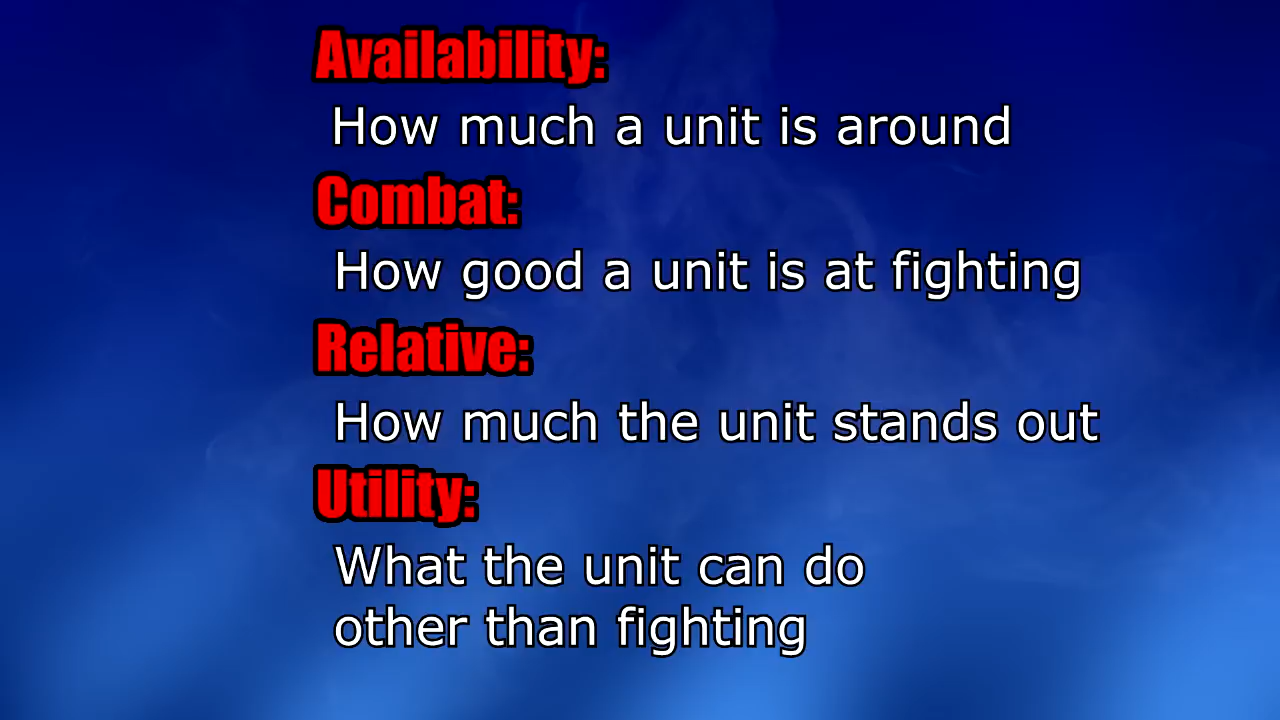 Availability:
How much a unit is around
Combat:
How good a unit is at fighting
Relative:
How much the unit stands out
Utility:
What the unit can do
other than fighting